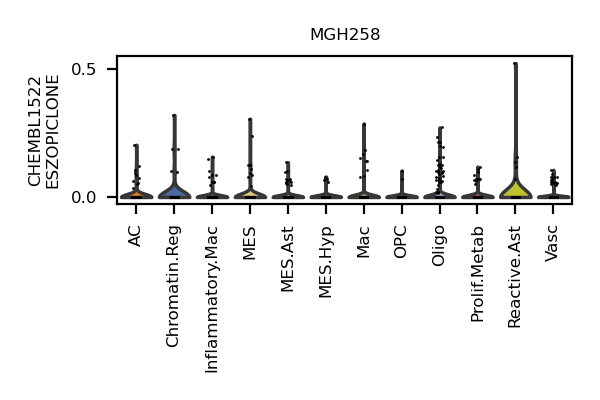 MGH258
CHEMBL1522
ESZOPICLONE
0.5
0.0
AC
Chromatin.Reg
Inflammatory.Mac
MES
MES.Ast
MES.Hyp
Mac
OPC
Oligo
Prolif.Metab
Reactive.Ast
Vasc